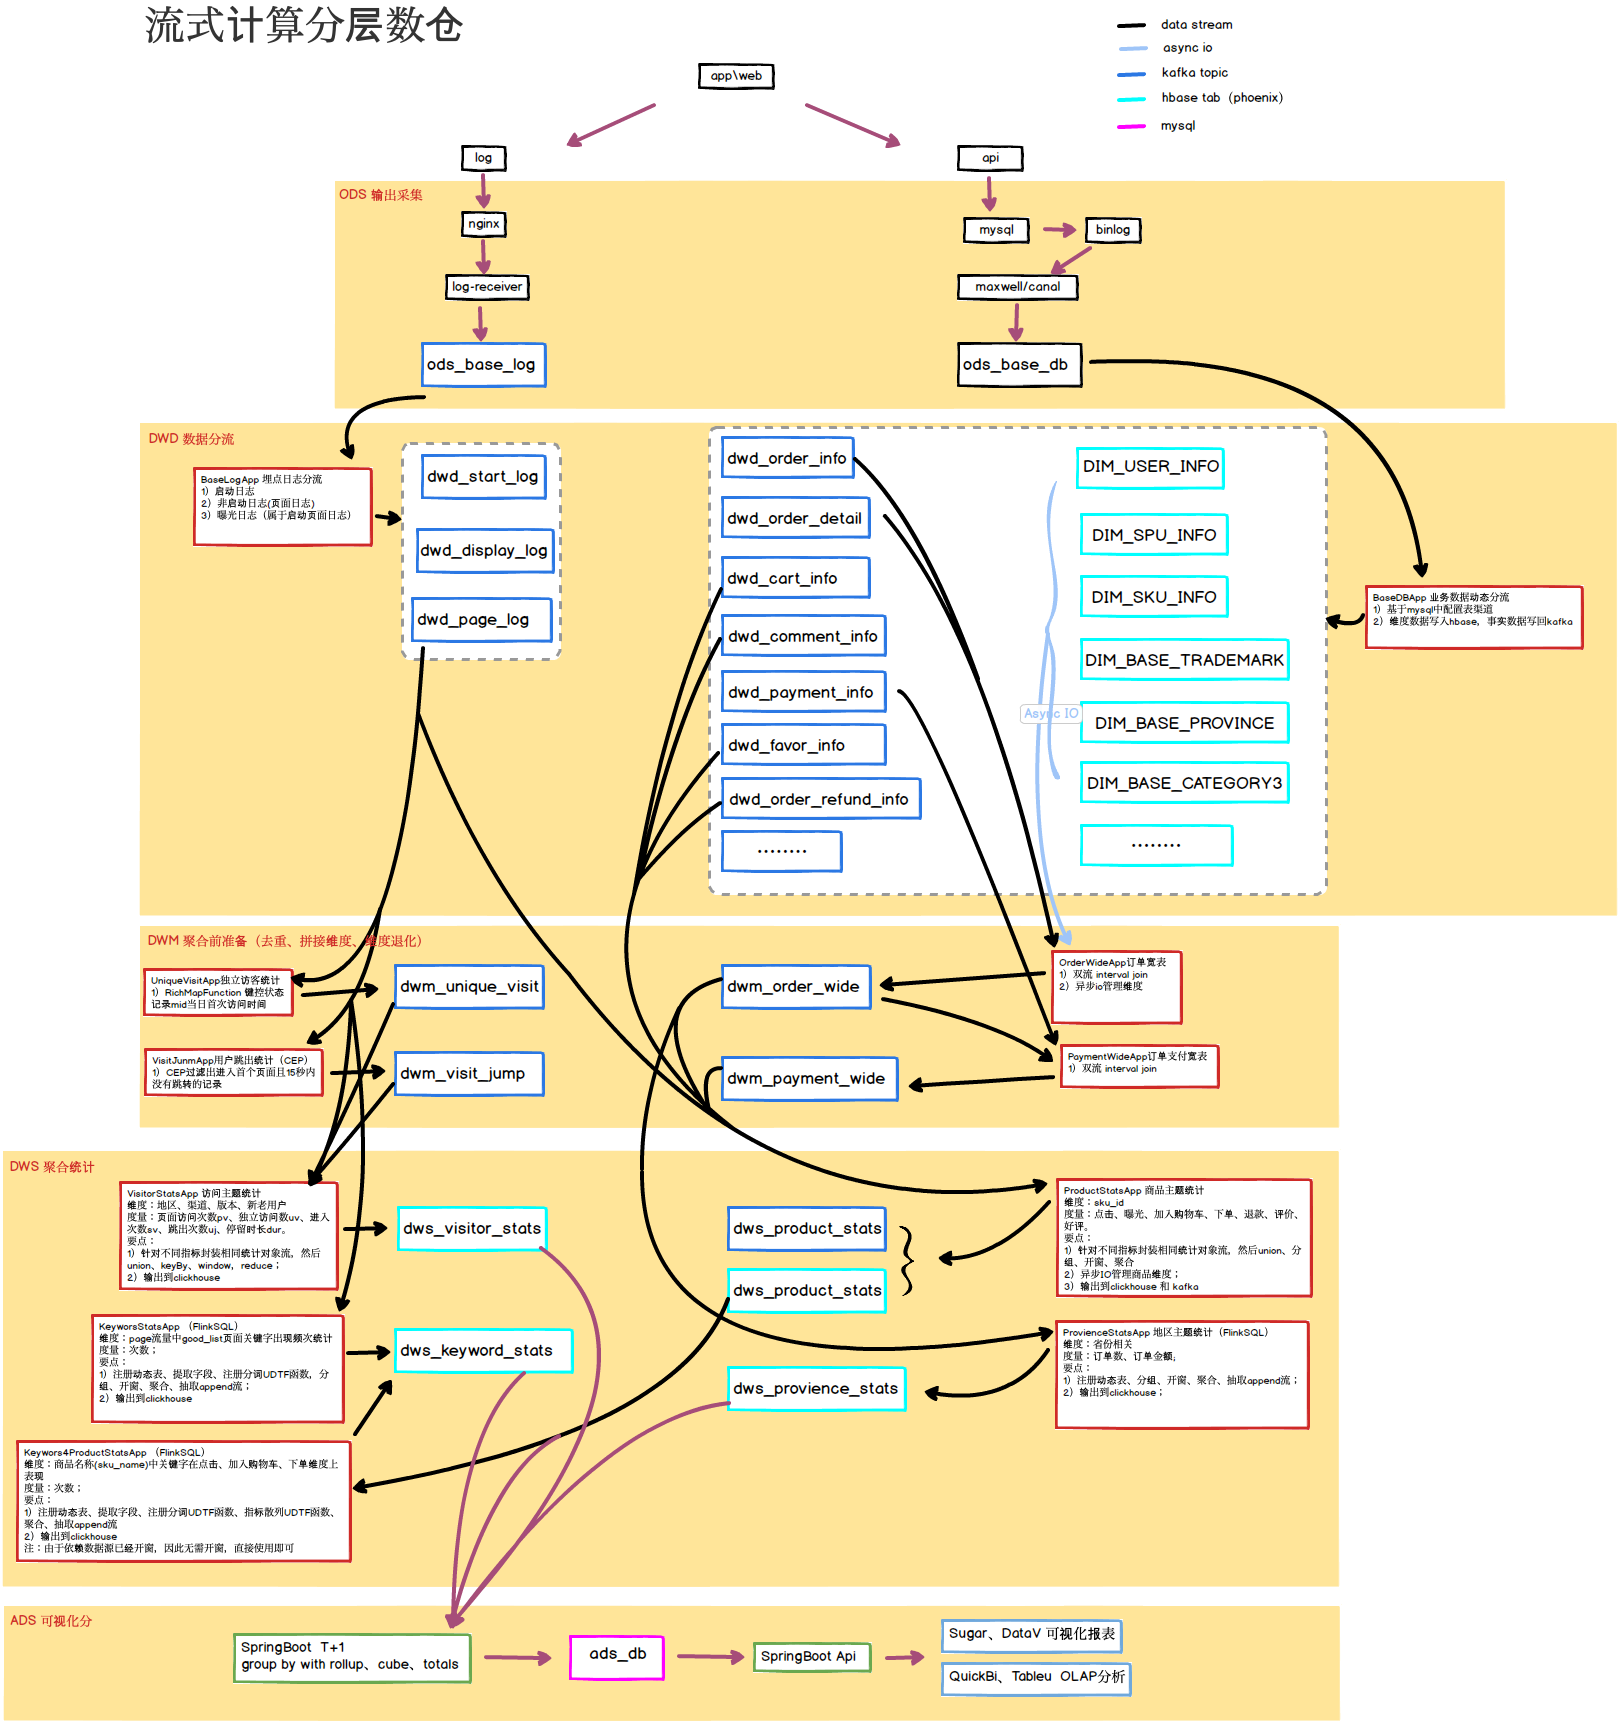 流式计算分层数仓
data stream
async io
kafka topic
hbase tab（phoenix）
mysql
app\web
log
api
ODS 输出采集
nginx
mysql
binlog
log-receiver
maxwell/canal
ods_base_log
ods_base_db
DWD 数据分流
BaseLogApp 埋点日志分流
1）启动日志
2）非启动日志(页面日志)
3）曝光日志（属于启动页面日志）
dwd_start_log
dwd_display_log
dwd_page_log
dwd_order_info
dwd_order_detail
dwd_cart_info
dwd_comment_info
dwd_payment_info
dwd_favor_info
dwd_order_refund_info
........
DIM_USER_INFO
DIM_SPU_INFO
DIM_SKU_INFO
DIM_BASE_TRADEMARK
Async IO
DIM_BASE_PROVINCE
DIM_BASE_CATEGORY3
........
BaseDBApp 业务数据动态分流
1）基于mysql中配置表渠道
2）维度数据写入hbase，事实数据写回kafka
DWM 聚合前准备（去重、拼接维度、维度退化）
UniqueVisitApp独立访客统计
1）RichMapFunction 键控状态
记录mid当日首次访问时间
dwm_unique_visit
VisitJunmApp用户跳出统计（CEP）
1）CEP过滤出进入首个页面且15秒内
没有跳转的记录
dwm_visit_jump
dwm_order_wide
dwm_payment_wide
OrderWideApp订单宽表
1）双流 interval join
2）异步io管理维度
PaymentWideApp订单支付宽表
1）双流 interval join
DWS 聚合统计
VisitorStatsApp 访问主题统计
维度：地区、渠道、版本、新老用户
度量：页面访问次数pv、独立访问数uv、进入
次数sv、跳出次数uj、停留时长dur。
要点：
1）针对不同指标封装相同统计对象流，然后
union、keyBy、window，reduce；
2）输出到clickhouse
dws_visitor_stats
KeyworsStatsApp （FlinkSQL）
维度：page流量中good_list页面关键字出现频次统计
度量：次数；
要点：
1）注册动态表、提取字段、注册分词UDTF函数，分
组、开窗、聚合、抽取append流；
2）输出到clickhouse
dws_keyword_stats
Keywors4ProductStatsApp （FlinkSQL）
维度：商品名称(sku_name)中关键字在点击、加入购物车、下单维度上
表现
度量：次数；
要点：
1）注册动态表、提取字段、注册分词UDTF函数、指标散列UDTF函数、
聚合、抽取append流
2）输出到clickhouse
注：由于依赖数据源已经开窗，因此无需开窗，直接使用即可
dws_product_stats
dws_product_stats
dws_provience_stats
ProductStatsApp 商品主题统计
维度：sku_id
度量：点击、曝光、加入购物车、下单、退款、评价、
好评。
要点：
1）针对不同指标封装相同统计对象流，然后union、分
组、开窗、聚合
2）异步IO管理商品维度；
3）输出到clickhouse 和 kafka
ProvienceStatsApp 地区主题统计（FlinkSQL）
维度：省份相关
度量：订单数、订单金额;
要点：
1）注册动态表、分组、开窗、聚合、抽取append流；
2）输出到clickhouse；
ADS 可视化分
SpringBoot T+1
group by with rollup、cube、totals
ads_db
SpringBoot Api
Sugar、DataV 可视化报表
QuickBi、Tableu OLAP分析